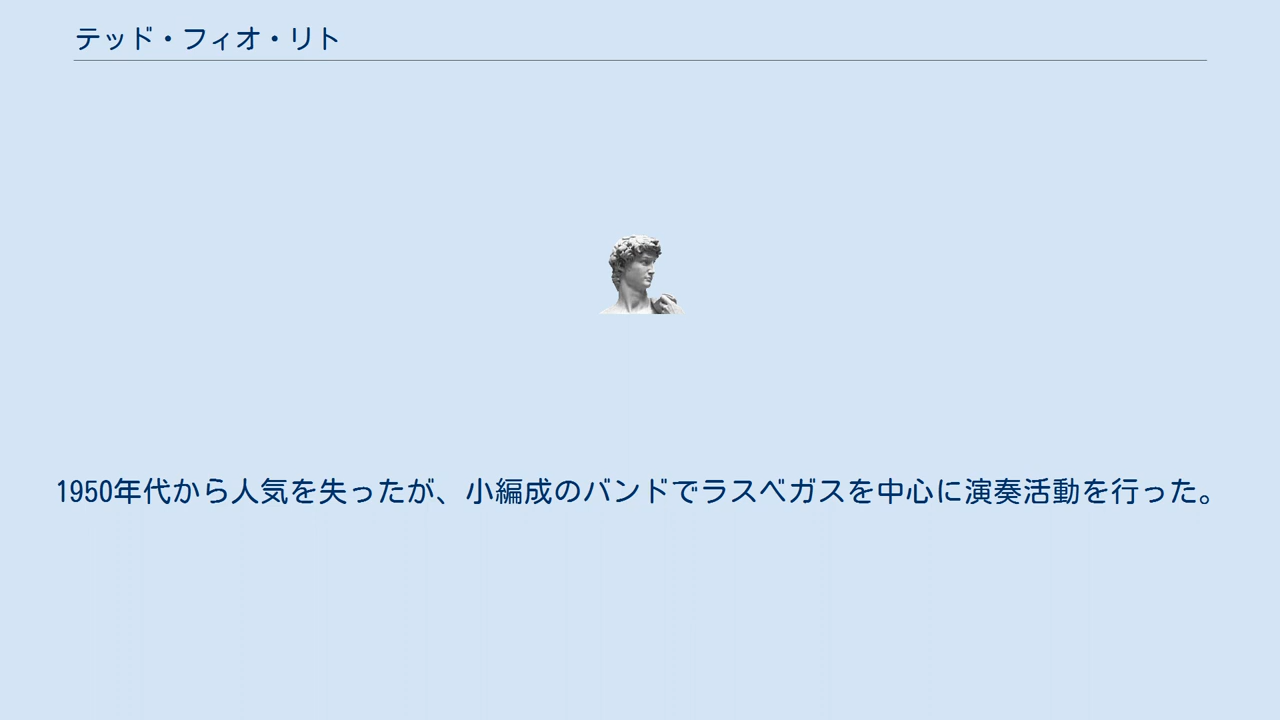 テッド・フィオ・リト
1950年代から人気を失ったが、小編成のバンドでラスベガスを中心に演奏活動を行った。